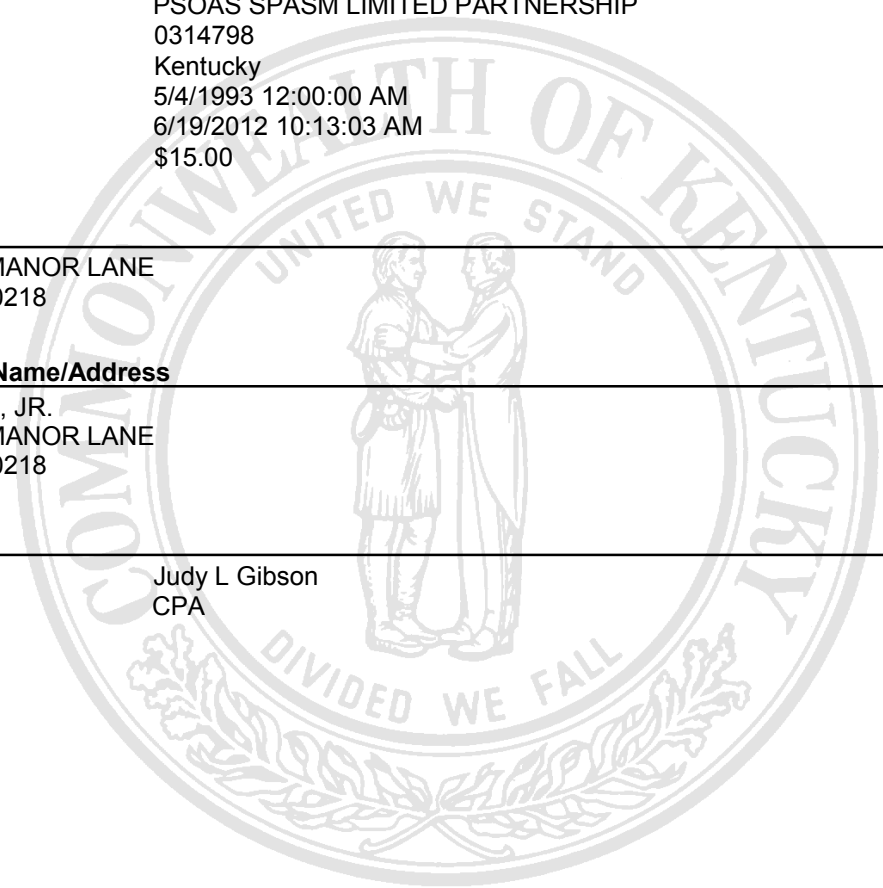 PSOAS SPASM LIMITED PARTNERSHIP
0314798
Kentucky
5/4/1993 12:00:00 AM
6/19/2012 10:13:03 AM
$15.00
MANOR LANE
0218
Name/Address
, JR.
MANOR LANE
0218
Judy L Gibson
CPA
COMMONWEALTH OF KENTUCKY
UNITED WE STAND
DIVIDED WE FALL